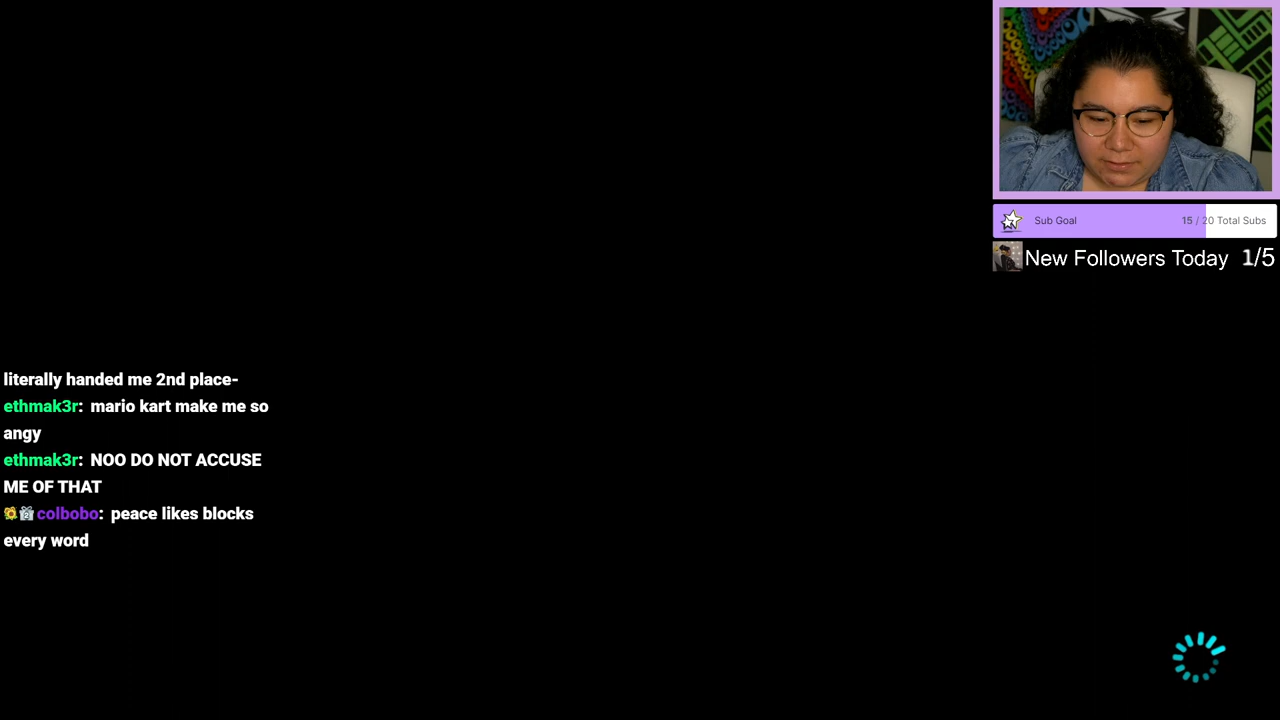 Sub Goal 15 / 20 Total Subs
New Followers Today 1/5
literally handed me 2nd place-
ethmak3r: mario kart make me so
angy
ethmak3r: NOO DO NOT ACCUSE
ME OF THAT
colbobo: peace likes blocks
every word